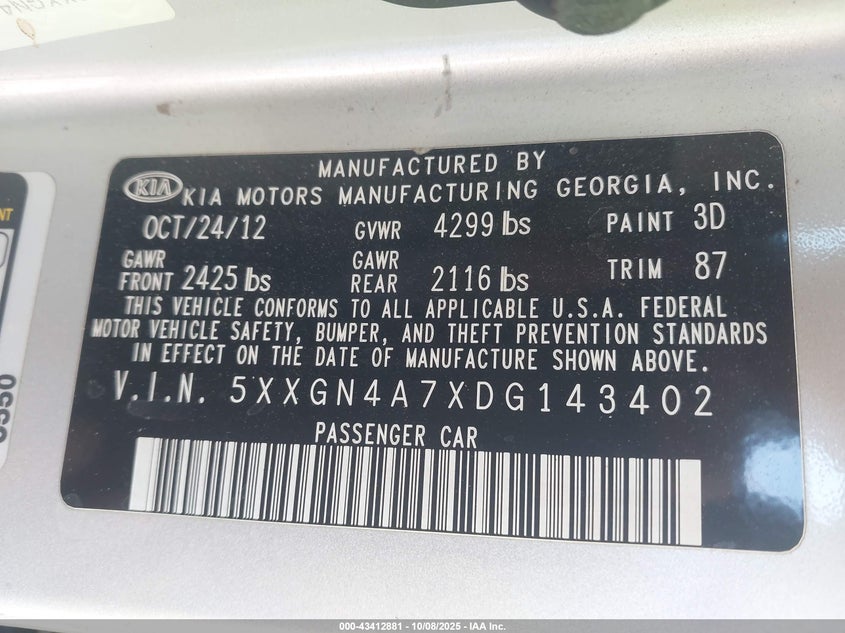 MANUFACTURED BY
KIA KIA MOTORS MANUFACTURING GEORGIA, INC.
OCT/24/12 GVWR 4299 lbs PAINT 3D
GAWR FRONT 2425 lbs GAWR REAR 2116 lbs TRIM 87
THIS VEHICLE CONFORMS TO ALL APPLICABLE U.S.A. FEDERAL
MOTOR VEHICLE SAFETY, BUMPER, AND THEFT PREVENTION STANDARDS
IN EFFECT ON THE DATE OF MANUFACTURE SHOWN ABOVE.
V.I.N. 5XXGN4A7XDG143402
PASSENGER CAR
000-43412881 - 10/08/2025 - IAA Inc.